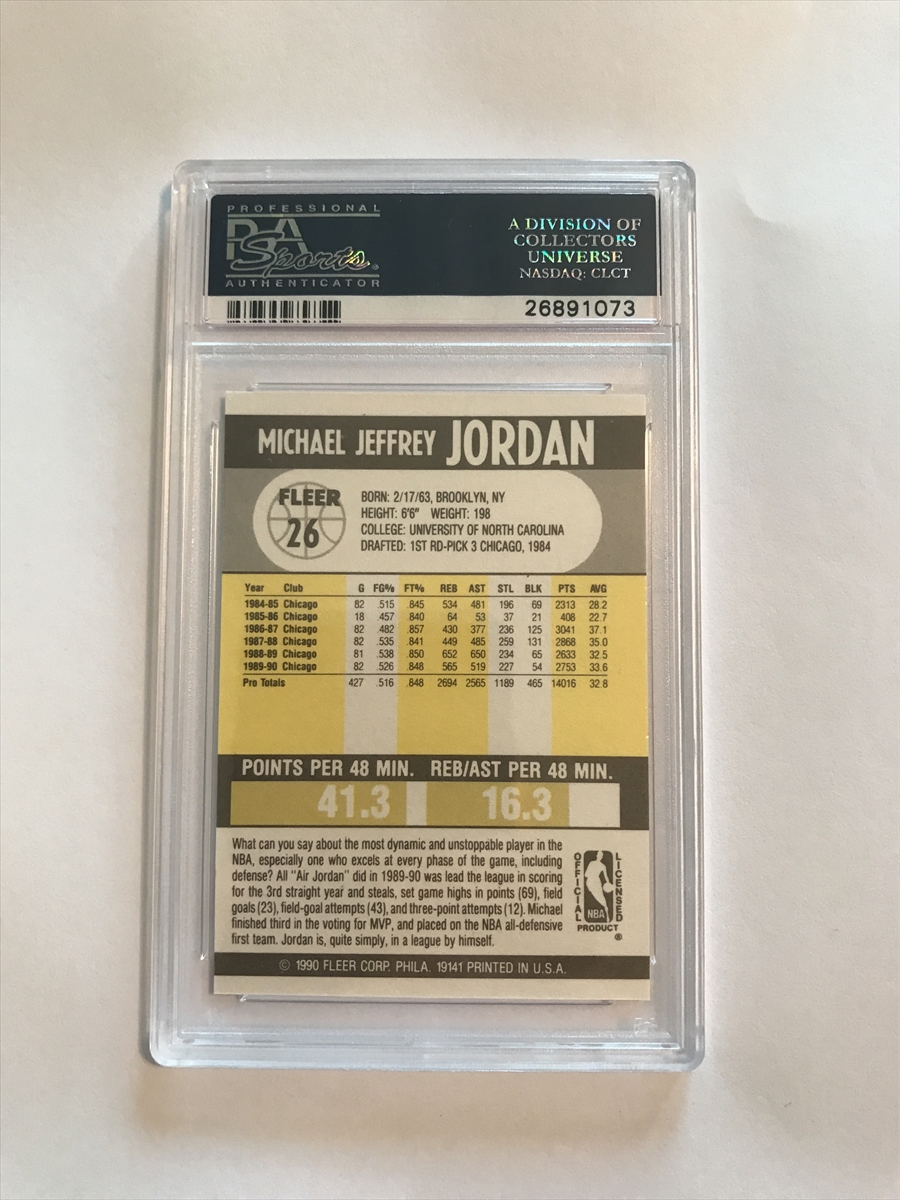 PROFESSIONAL
PSA
Sports®
AUTHENTICATOR
A DIVISION OF
COLLECTORS
UNIVERSE
NASDAQ: CLCT
26891073
MICHAEL JEFFREY JORDAN
FLEER
26
BORN: 2/17/63, BROOKLYN, NY
HEIGHT: 6'6" WEIGHT: 198
COLLEGE: UNIVERSITY OF NORTH CAROLINA
DRAFTED: 1ST RD-PICK 3 CHICAGO, 1984
Year Club G FG% FT% REB AST STL BLK PTS AVG
1984-85 Chicago 82 .515 .845 534 481 196 69 2313 28.2
1985-86 Chicago 18 .457 .840 64 53 37 21 408 22.7
1986-87 Chicago 82 .482 .857 430 377 236 125 3041 37.1
1987-88 Chicago 82 .535 .841 449 485 259 131 2868 35.0
1988-89 Chicago 81 .538 .850 652 650 234 65 2633 32.5
1989-90 Chicago 82 .526 .848 565 519 227 54 2753 33.6
Pro Totals 427 .516 .848 2694 2565 1189 465 14016 32.8
POINTS PER 48 MIN. REB/AST PER 48 MIN.
41.3 16.3
What can you say about the most dynamic and unstoppable player in the
NBA, especially one who excels at every phase of the game, including
defense? All "Air Jordan" did in 1989-90 was lead the league in scoring
for the 3rd straight year and steals, set game highs in points (69), field
goals (23), field-goal attempts (43), and three-point attempts (12). Michael
finished third in the voting for MVP, and placed on the NBA all-defensive
first team. Jordan is, quite simply, in a league by himself.
OFFICIAL
LICENSED
NBA
PRODUCT
®
© 1990 FLEER CORP. PHILA. 19141 PRINTED IN U.S.A.